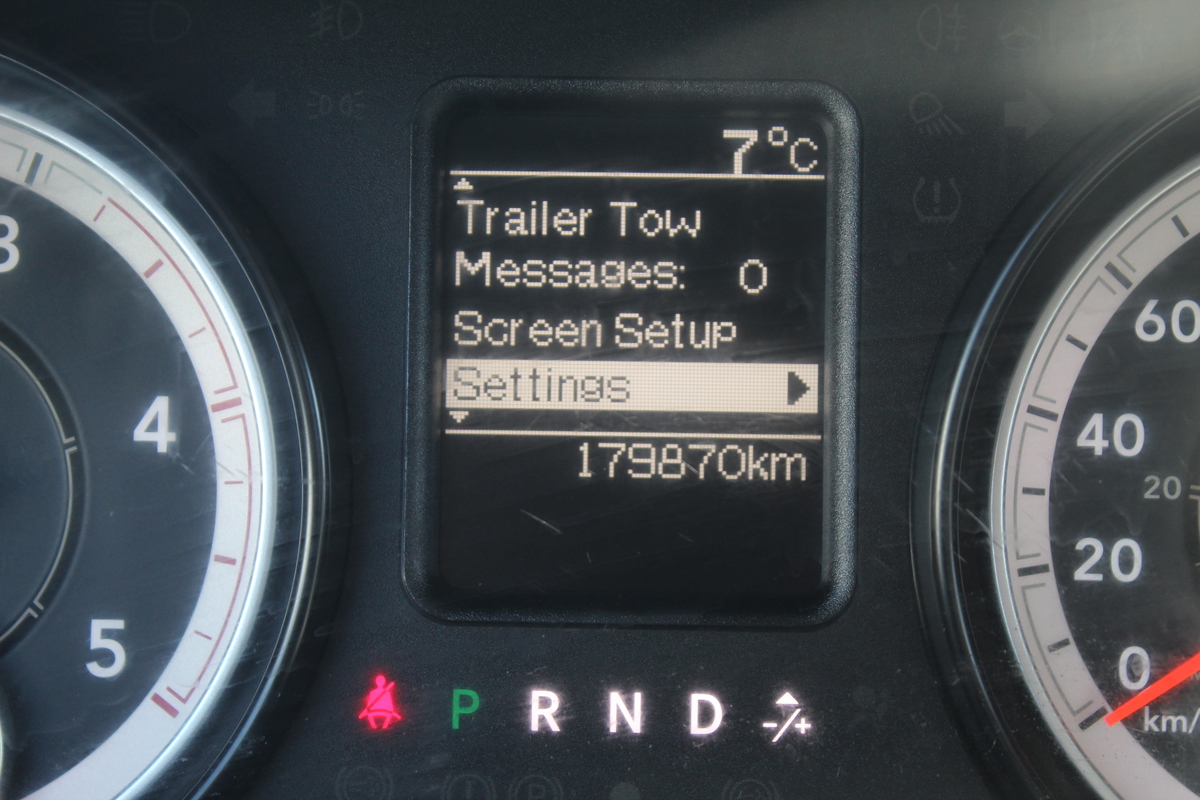 7°C
Trailer Tow
Messages: 0
Screen Setup
Settings
179870km
P R N D -/+
3
4
5
60
40
20
20
0
km/